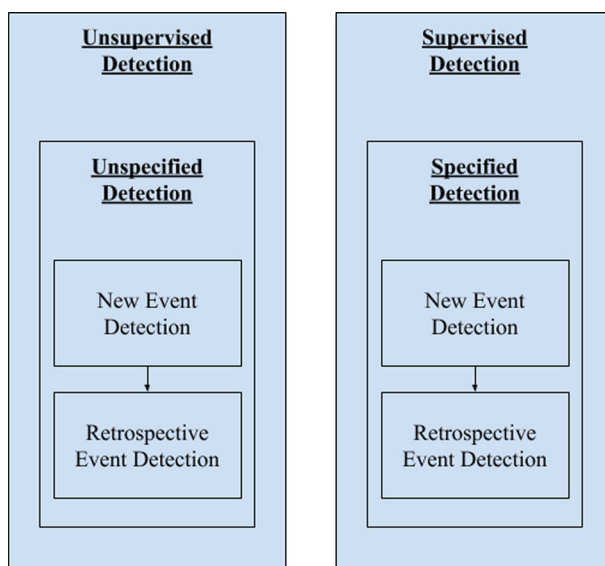 Unsupervised
Detection
Unspecified
Detection
New Event
Detection
Retrospective
Event Detection
Supervised
Detection
Specified
Detection
New Event
Detection
Retrospective
Event Detection